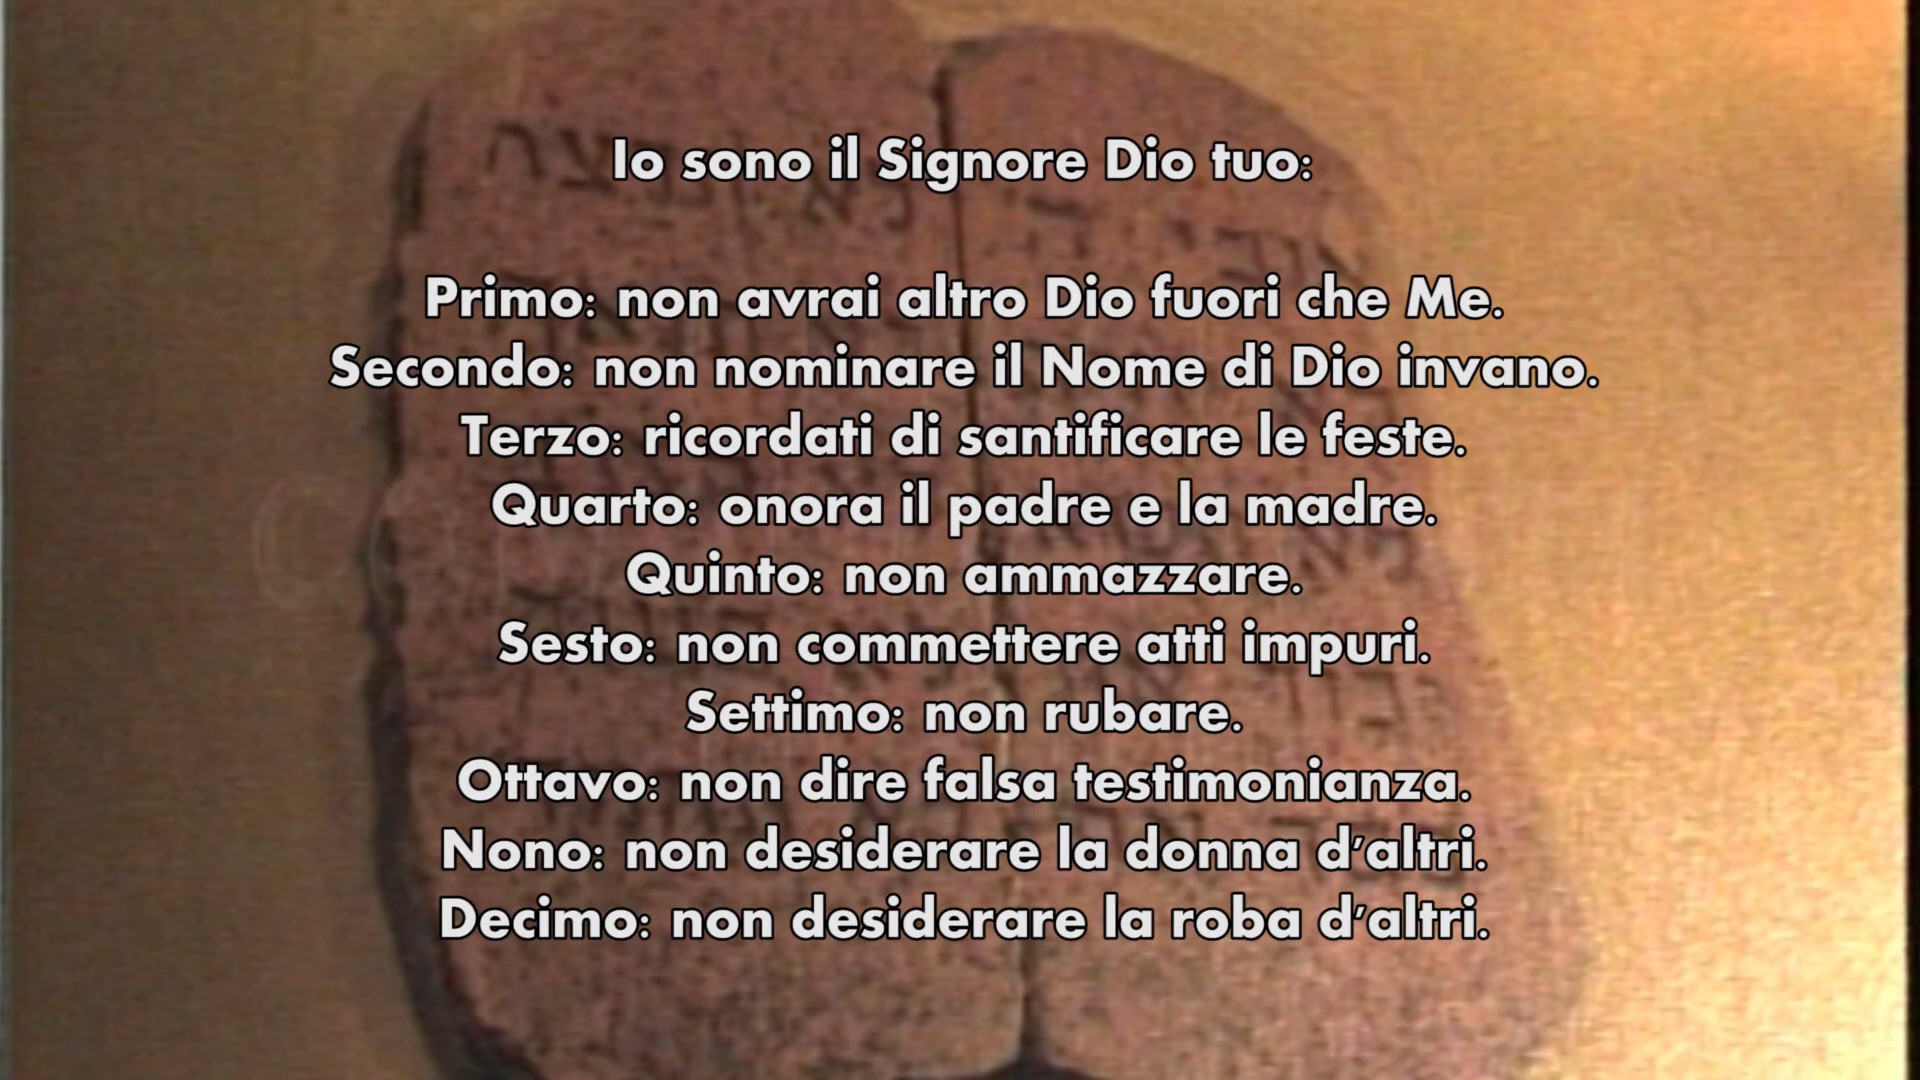 Io sono il Signore Dio tuo:
Primo: non avrai altro Dio fuori che Me.
Secondo: non nominare il Nome di Dio invano.
Terzo: ricordati di santificare le feste.
Quarto: onora il padre e la madre.
Quinto: non ammazzare.
Sesto: non commettere atti impuri.
Settimo: non rubare.
Ottavo: non dire falsa testimonianza.
Nono: non desiderare la donna d'altri.
Decimo: non desiderare la roba d'altri.